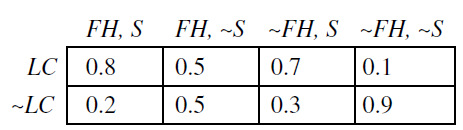 FH, S FH, ~S ~FH, S ~FH, ~S
LC 0.8 0.5 0.7 0.1
~LC 0.2 0.5 0.3 0.9